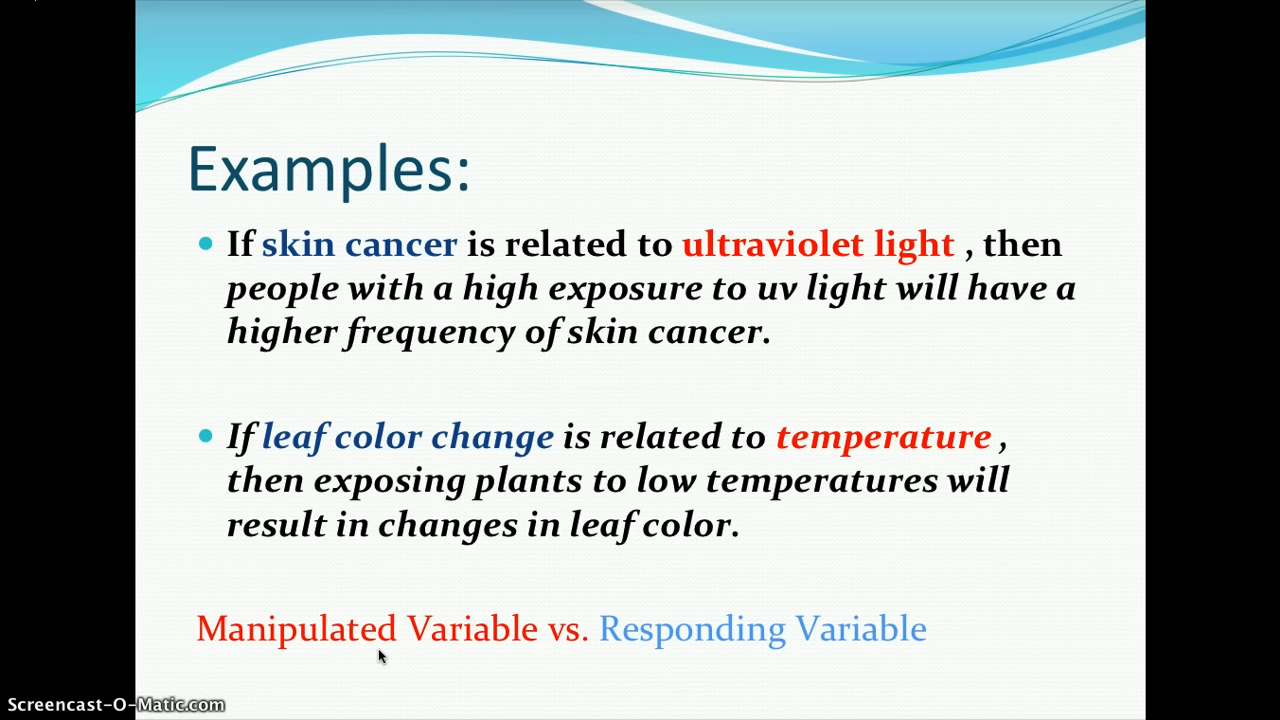 Examples:
If skin cancer is related to ultraviolet light , then
people with a high exposure to uv light will have a
higher frequency of skin cancer.
If leaf color change is related to temperature ,
then exposing plants to low temperatures will
result in changes in leaf color.
Manipulated Variable vs. Responding Variable
Screencast-O-Matic.com